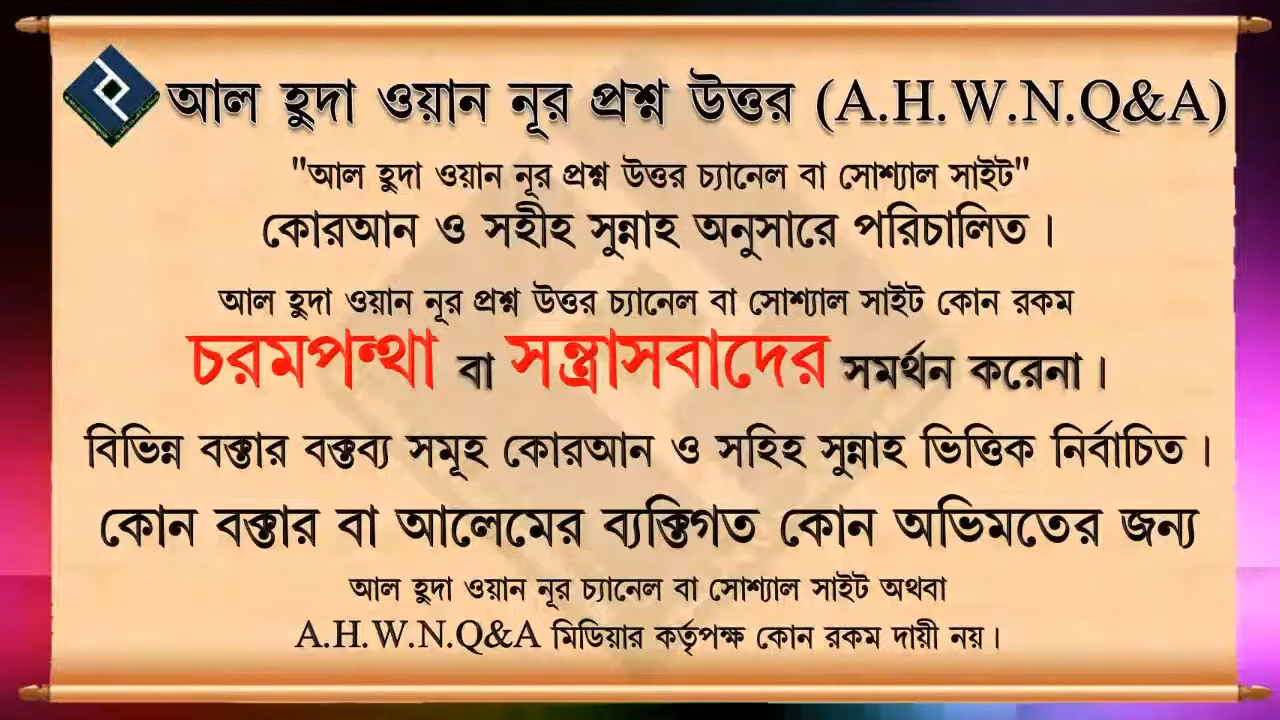 আল হুদা ওয়ান নূর প্রশ্ন উত্তর (A.H.W.N.Q&A)
"আল হুদা ওয়ান নূর প্রশ্ন উত্তর চ্যানেল বা সোশ্যাল সাইট"
কোরআন ও সহীহ সুন্নাহ অনুসারে পরিচালিত।
আল হুদা ওয়ান নূর প্রশ্ন উত্তর চ্যানেল বা সোশ্যাল সাইট কোন রকম
চরমপন্থা বা সন্ত্রাসবাদের সমর্থন করেনা।
বিভিন্ন বক্তার বক্তব্য সমূহ কোরআন ও সহিহ সুন্নাহ ভিত্তিক নির্বাচিত।
কোন বক্তার বা আলেমের ব্যক্তিগত কোন অভিমতের জন্য
আল হুদা ওয়ান নূর চ্যানেল বা সোশ্যাল সাইট অথবা
A.H.W.N.Q&A মিডিয়ার কর্তৃপক্ষ কোন রকম দায়ী নয়।